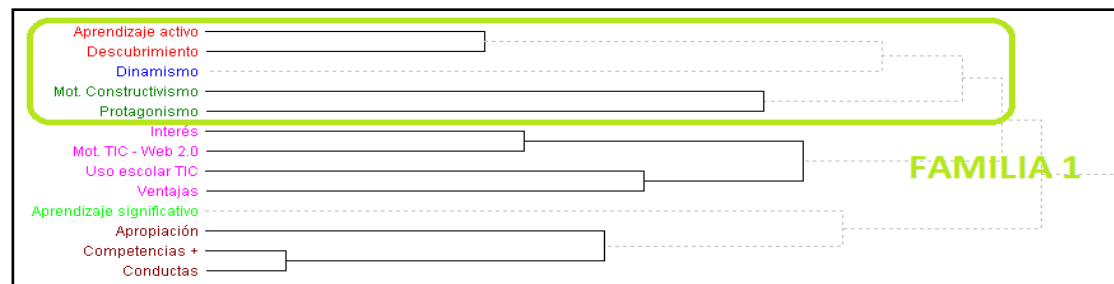 Aprendizaje activo
Descubrimiento
Dinamismo
Mot. Constructivismo
Protagonismo
Interés
Mot. TIC - Web 2.0
Uso escolar TIC
Ventajas
FAMILIA 1
Aprendizaje significativo
Apropiación
Competencias +
Conductas